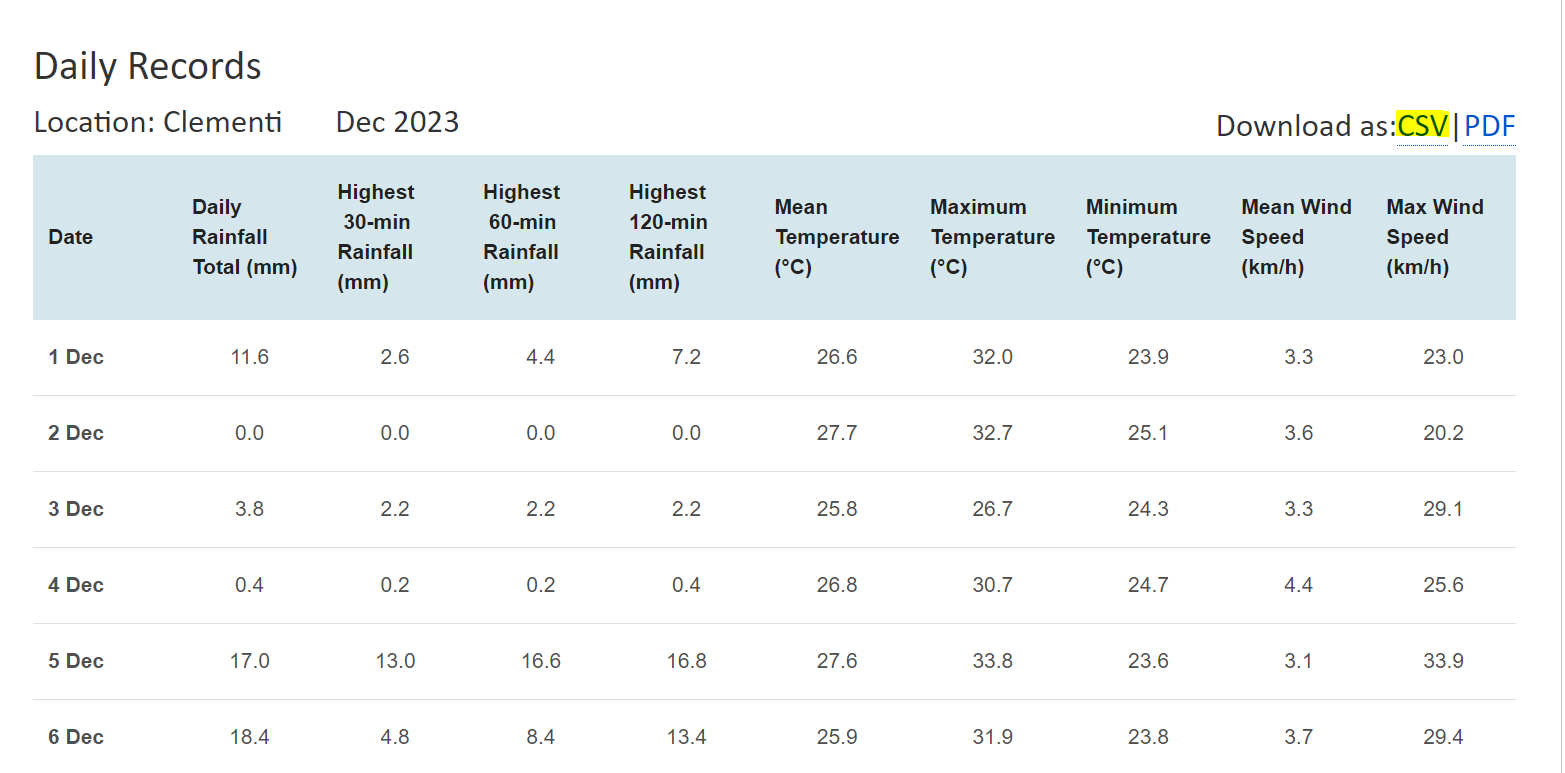 Daily Records
Location: Clementi Dec 2023 Download as:CSV|PDF
Date Daily Rainfall Total (mm) Highest 30-min Rainfall (mm) Highest 60-min Rainfall (mm) Highest 120-min Rainfall (mm) Mean Temperature (°C) Maximum Temperature (°C) Minimum Temperature (°C) Mean Wind Speed (km/h) Max Wind Speed (km/h)
1 Dec 11.6 2.6 4.4 7.2 26.6 32.0 23.9 3.3 23.0
2 Dec 0.0 0.0 0.0 0.0 27.7 32.7 25.1 3.6 20.2
3 Dec 3.8 2.2 2.2 2.2 25.8 26.7 24.3 3.3 29.1
4 Dec 0.4 0.2 0.2 0.4 26.8 30.7 24.7 4.4 25.6
5 Dec 17.0 13.0 16.6 16.8 27.6 33.8 23.6 3.1 33.9
6 Dec 18.4 4.8 8.4 13.4 25.9 31.9 23.8 3.7 29.4